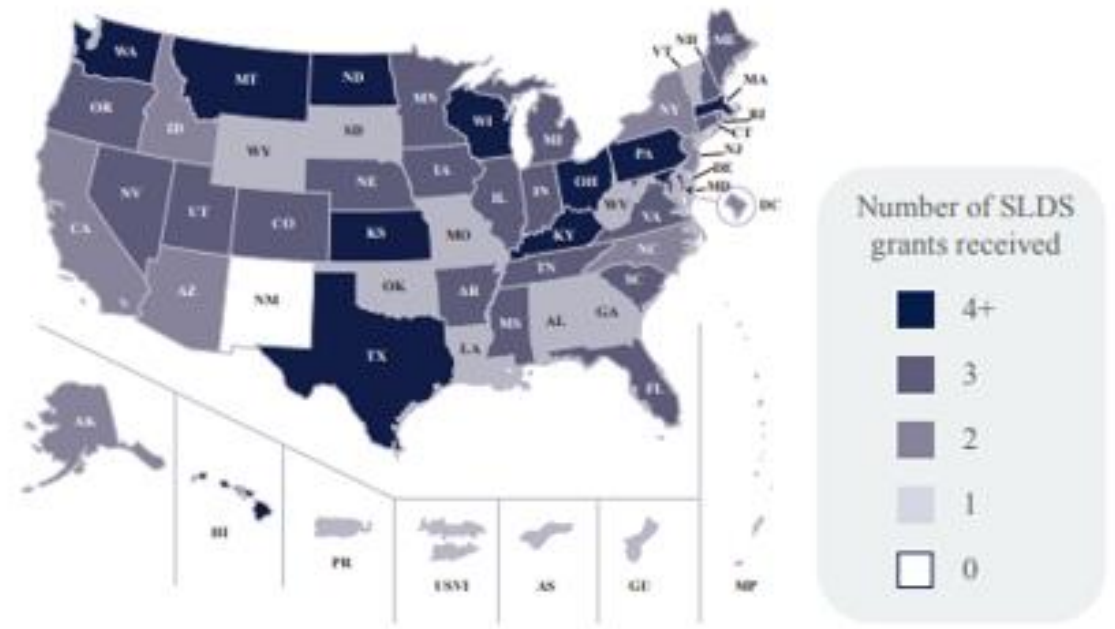 WA
MT
ND
MN
OR
ID
WY
SD
WI
MI
NV
UT
CO
NE
IA
IL
IN
OH
PA
NY
VT
NH
ME
MA
RI
CT
NJ
DE
MD
DC
WV
VA
CA
KS
MO
KY
NC
TN
SC
AZ
NM
OK
AR
MS
AL
GA
LA
TX
FL
AK
HI
PR
USVI
AS
GU
MP
Number of SLDS
grants received
4+
3
2
1
0